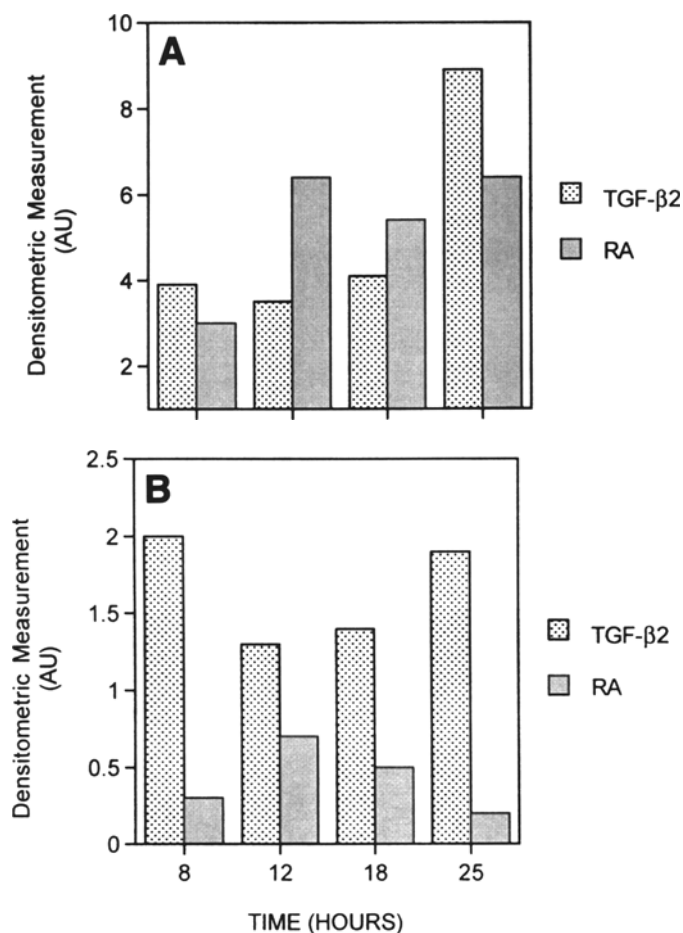 A
10
8
6
4
2
Densitometric Measurement
(AU)
TGF-β2
RA
B
2.5
2
1.5
1
0.5
0
Densitometric Measurement
(AU)
TGF-β2
RA
8 12 18 25
TIME (HOURS)